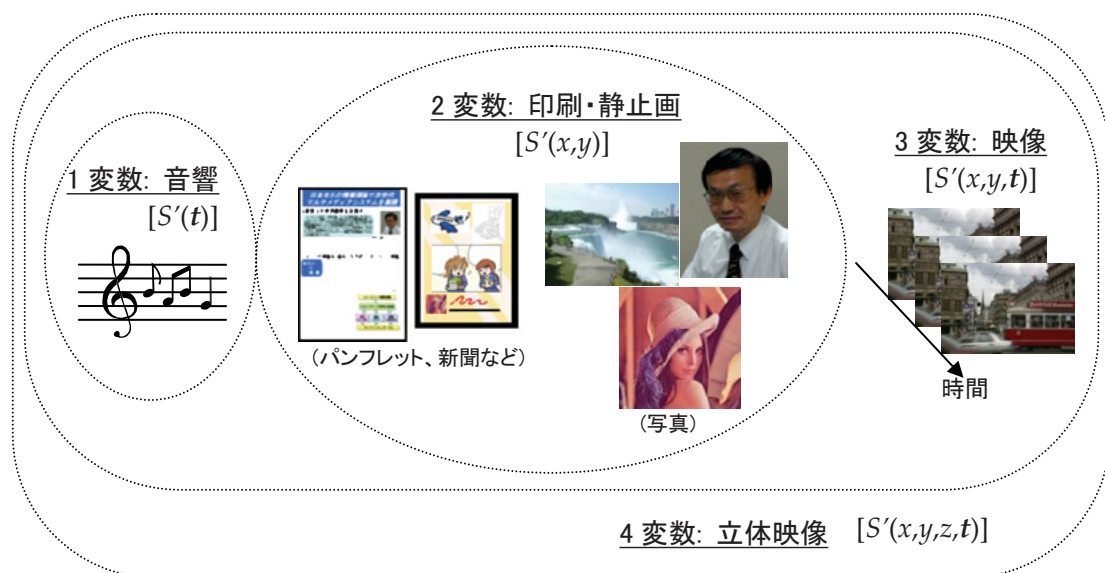 2 変数: 印刷・静止画
[S′(x,y)]
1 変数: 音響
[S′(t)]
3 変数: 映像
[S′(x,y,t)]
(パンフレット、新聞など)
(写真)
時間
4 変数: 立体映像 [S′(x,y,z,t)]